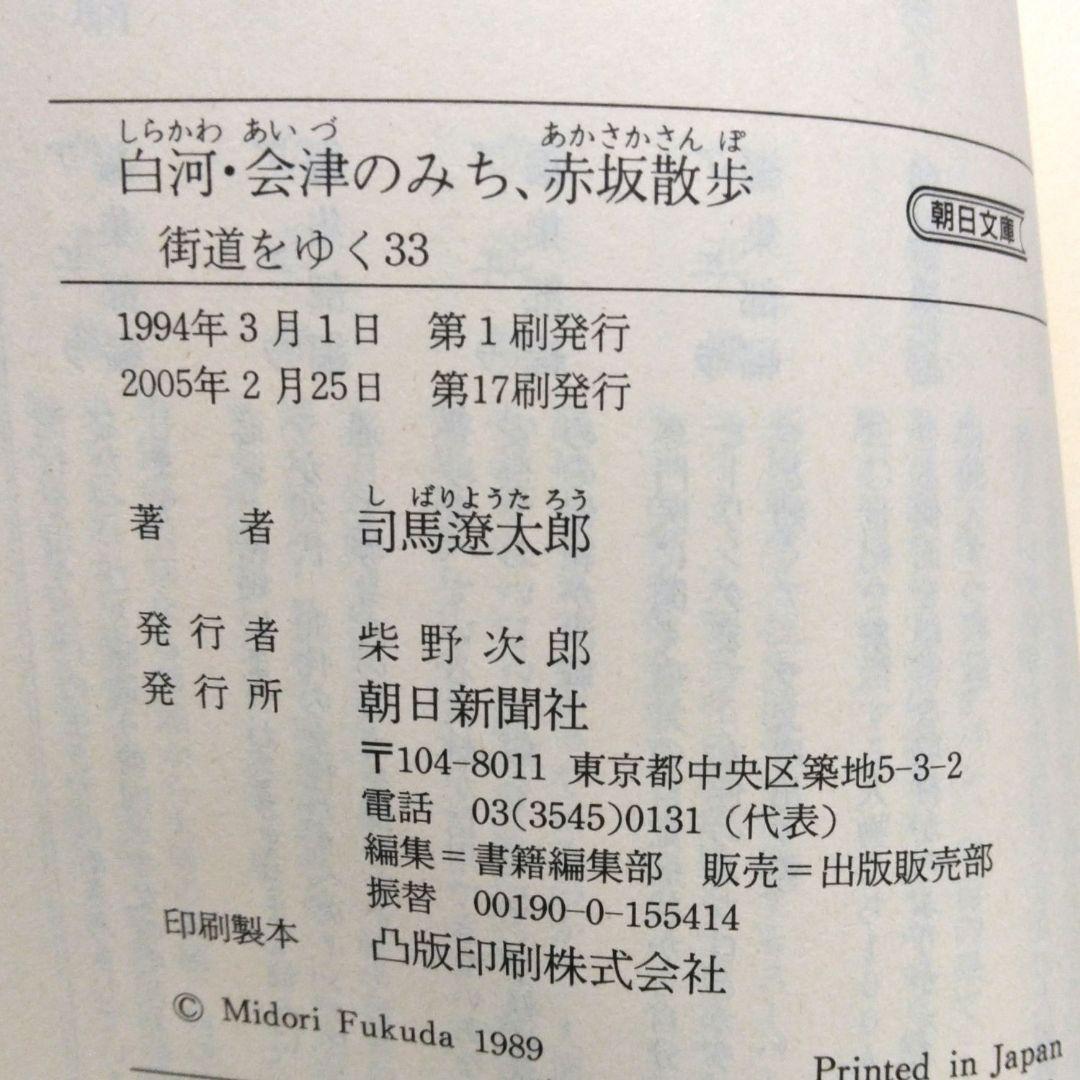 しらかわ あいづ あかさかさんぽ
白河・会津のみち、赤坂散歩
街道をゆく33
朝日文庫
1994年3月1日 第1刷発行
2005年2月25日 第17刷発行
しばりようたろう
著者 司馬遼太郎
発行者 柴野次郎
発行所 朝日新聞社
〒104-8011 東京都中央区築地5-3-2
電話 03(3545)0131(代表)
編集=書籍編集部 販売=出版販売部
振替 00190-0-155414
印刷製本 凸版印刷株式会社
© Midori Fukuda 1989
Printed in Japan